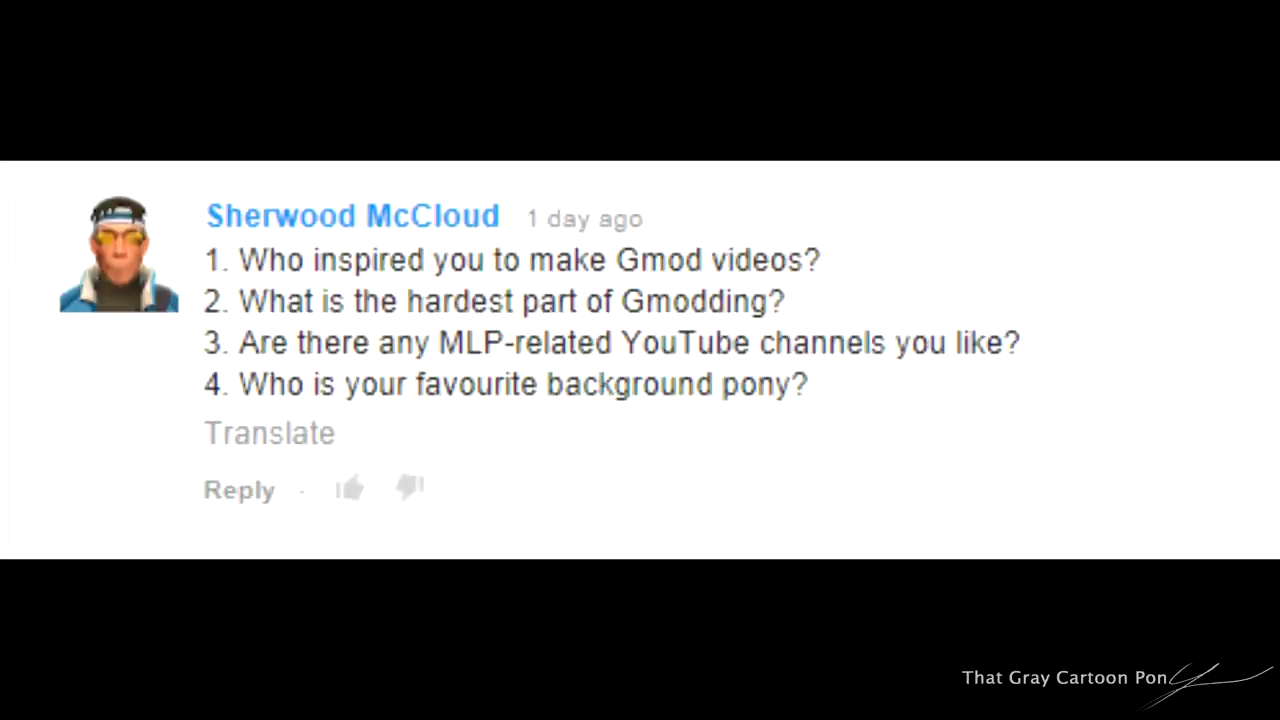 Sherwood McCloud 1 day ago
1. Who inspired you to make Gmod videos?
2. What is the hardest part of Gmodding?
3. Are there any MLP-related YouTube channels you like?
4. Who is your favourite background pony?
Translate
Reply ·
That Gray Cartoon Pony